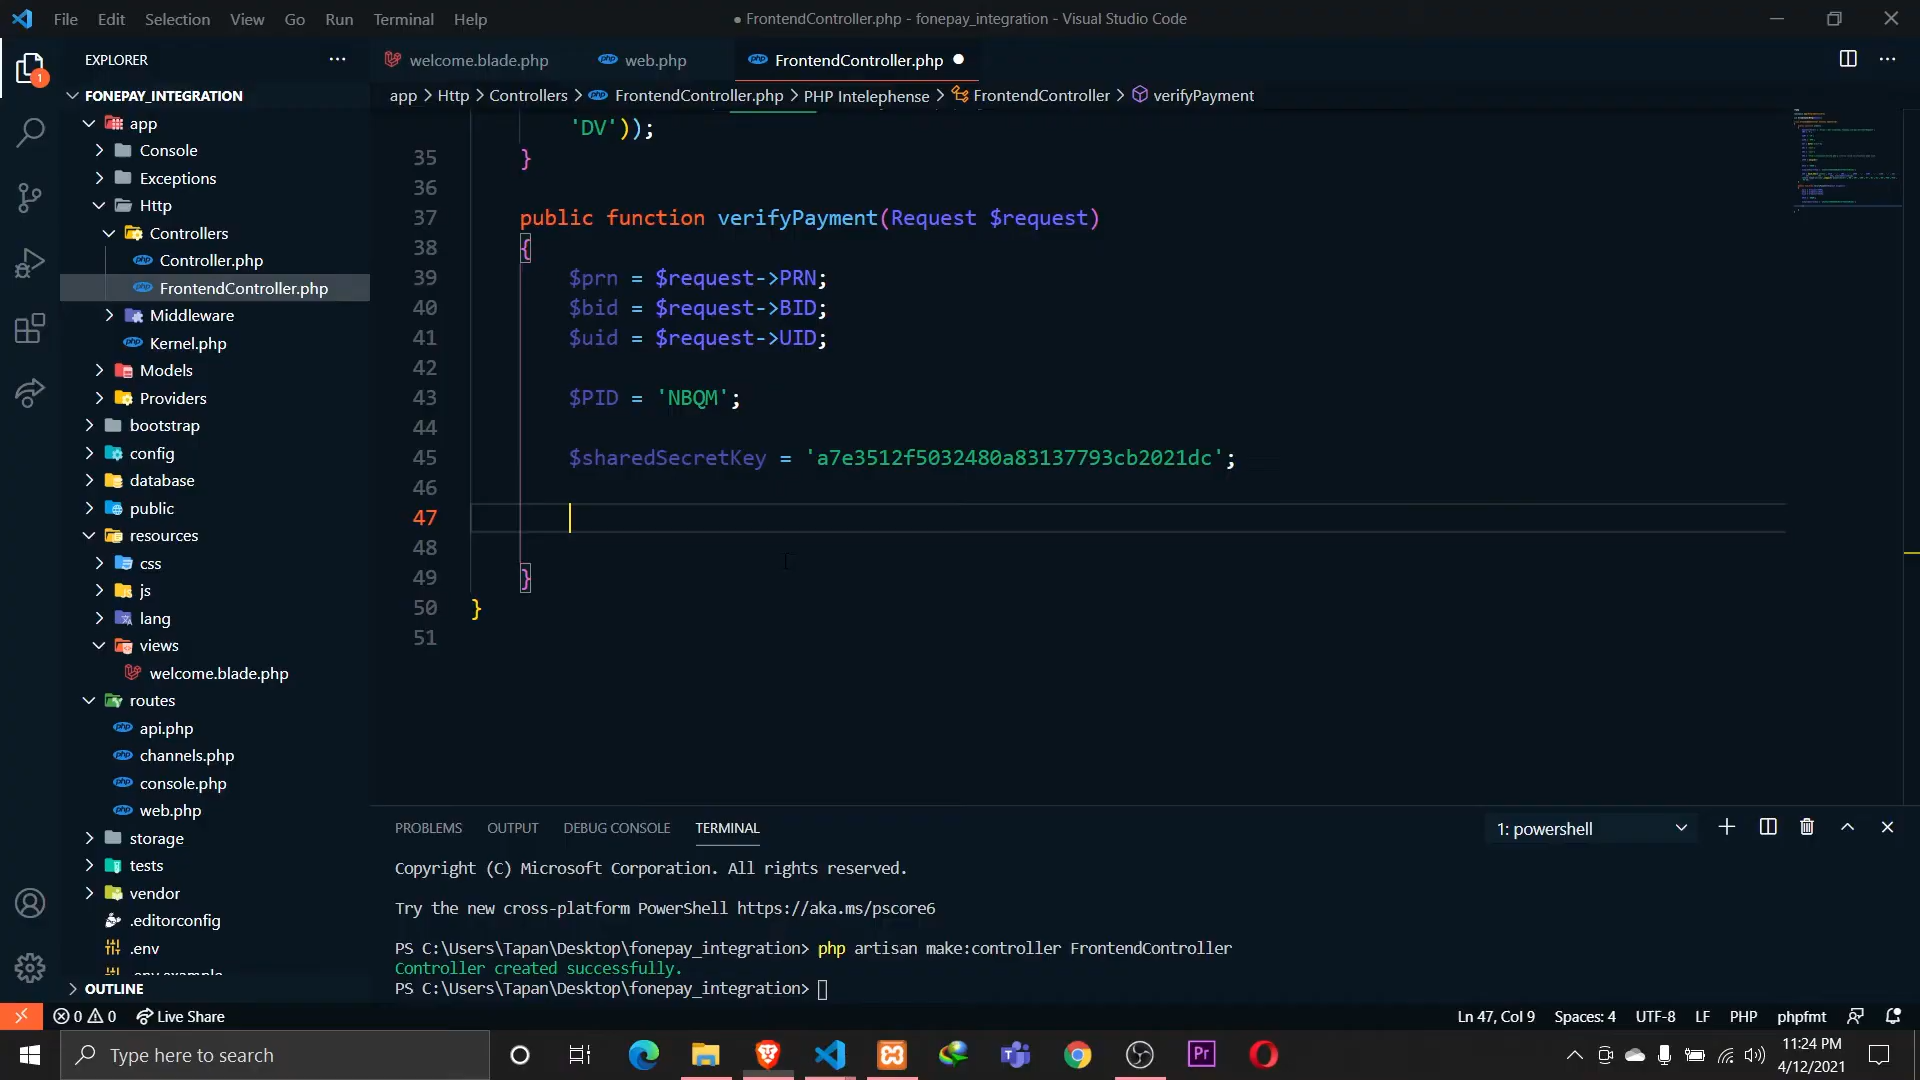 File Edit Selection View Go Run Terminal Help
● FrontendController.php - fonepay_integration - Visual Studio Code
EXPLORER
1
FONEPAY_INTEGRATION
app
Console
Exceptions
Http
Controllers
Controller.php
FrontendController.php
Middleware
Kernel.php
Models
Providers
bootstrap
config
database
public
resources
css
js
lang
views
welcome.blade.php
routes
api.php
channels.php
console.php
web.php
storage
tests
vendor
.editorconfig
.env
.env.example
OUTLINE
welcome.blade.php web.php FrontendController.php ●
app > Http > Controllers > FrontendController.php > PHP Intelephense > FrontendController > verifyPayment
'DV'));
35 }
36
37 public function verifyPayment(Request $request)
38 {
39 $prn = $request->PRN;
40 $bid = $request->BID;
41 $uid = $request->UID;
42
43 $PID = 'NBQM';
44
45 $sharedSecretKey = 'a7e3512f5032480a83137793cb2021dc';
46
47
48
49 }
50 }
51
PROBLEMS OUTPUT DEBUG CONSOLE TERMINAL
1: powershell
Copyright (C) Microsoft Corporation. All rights reserved.
Try the new cross-platform PowerShell https://aka.ms/pscore6
PS C:\Users\Tapan\Desktop\fonepay_integration> php artisan make:controller FrontendController
Controller created successfully.
PS C:\Users\Tapan\Desktop\fonepay_integration>
0 0 Live Share
Ln 47, Col 9 Spaces: 4 UTF-8 LF PHP phpfmt
Type here to search
Pr
11:24 PM
4/12/2021